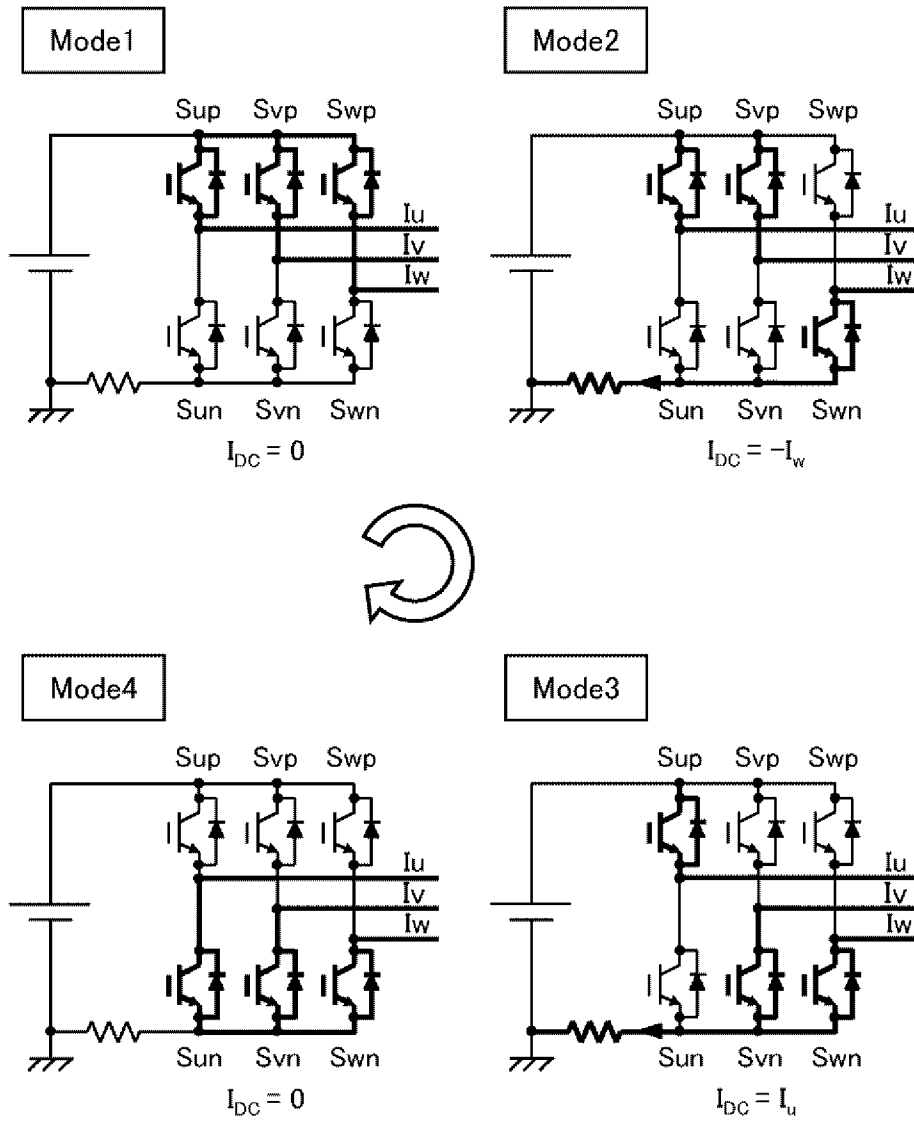 Mode1
Sup Svp Swp
Iu
Iv
Iw
Sun Svn Swn
I_DC = 0
Mode2
Sup Svp Swp
Iu
Iv
Iw
Sun Svn Swn
I_DC = -I_w
Mode4
Sup Svp Swp
Iu
Iv
Iw
Sun Svn Swn
I_DC = 0
Mode3
Sup Svp Swp
Iu
Iv
Iw
Sun Svn Swn
I_DC = I_u